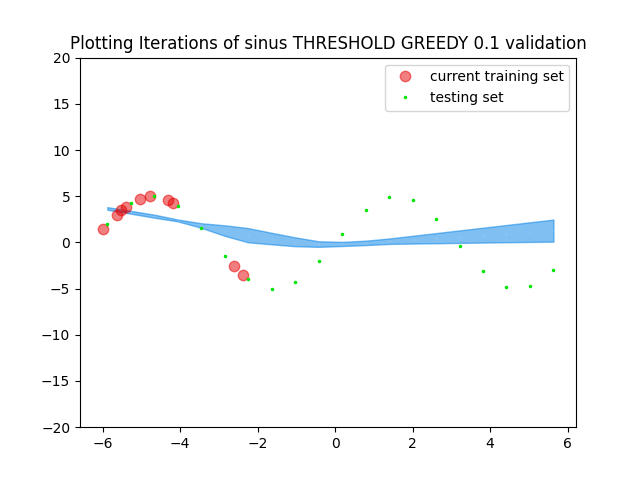 Plotting Iterations of sinus THRESHOLD GREEDY 0.1 validation
current training set
testing set
20
15
10
5
0
−5
−10
−15
−20
−6 −4 −2 0 2 4 6